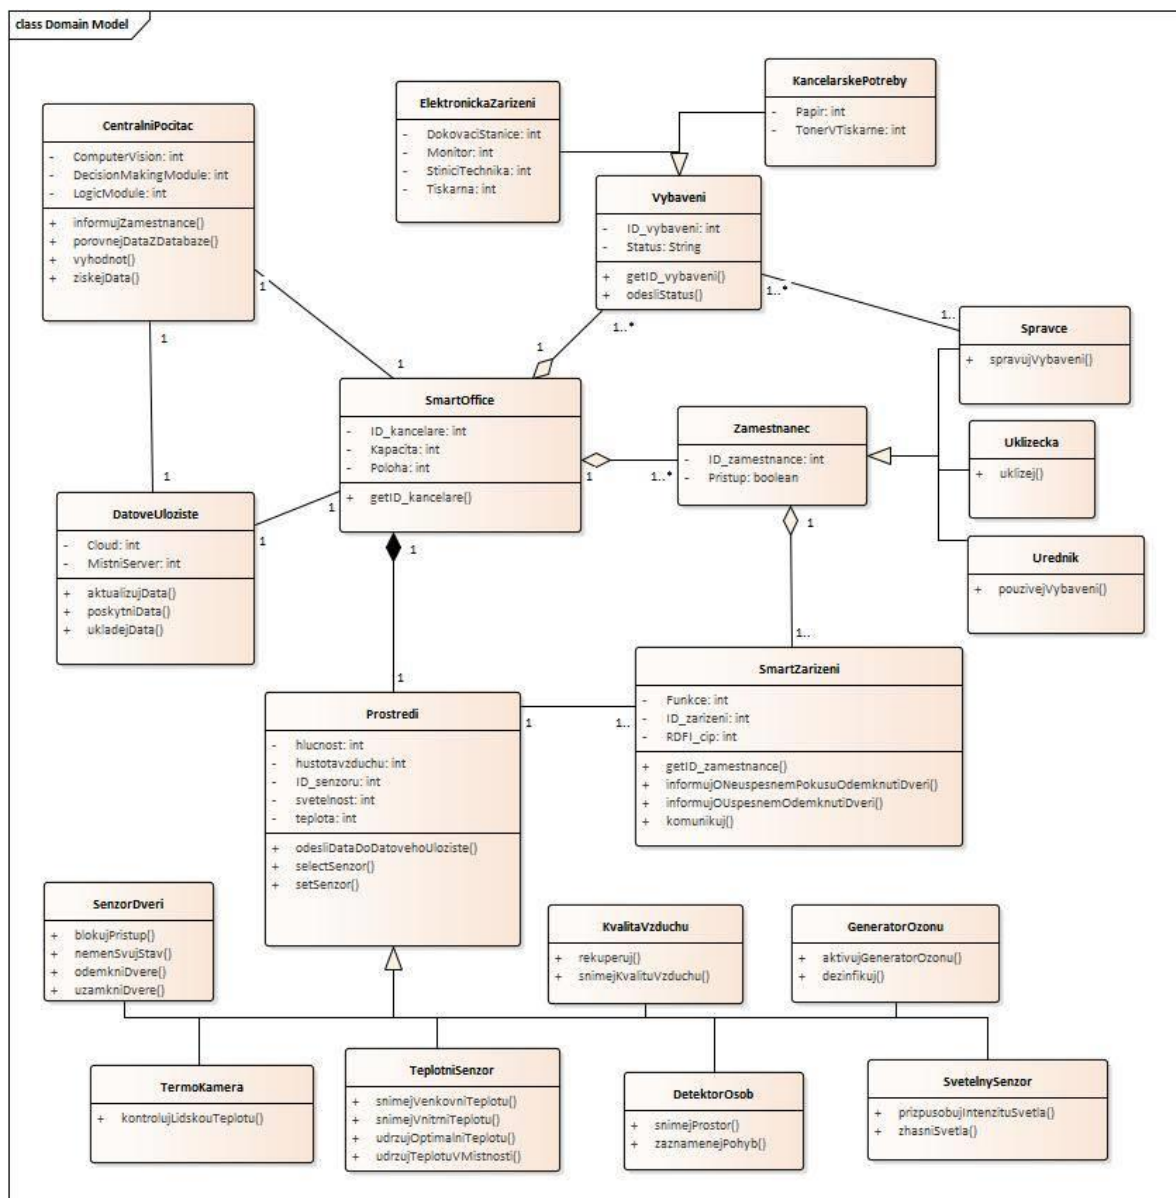 class Domain Model
KancelarskePotreby
- Papir: int
- TonerVTiskarne: int
ElektronickaZarizeni
- DokovaciStanice: int
- Monitor: int
- StiniciTechnika: int
- Tiskarna: int
CentralniPocitac
- ComputerVision: int
- DecisionMakingModule: int
- LogicModule: int
+ informujZamestnance()
+ porovnejDataZDatabaze()
+ vyhodnot()
+ ziskejData()
Vybaveni
- ID_vybaveni: int
- Status: String
+ getID_vybaveni()
+ odesliStatus()
1
1..*
1..
1..*
1
1
1
Spravce
+ spravujVybaveni()
SmartOffice
- ID_kancelare: int
- Kapacita: int
- Poloha: int
+ getID_kancelare()
Zamestnanec
- ID_zamestnance: int
- Pristup: boolean
Uklizecka
+ uklizej()
1
1..*
1
1
1
1
1
DatoveUloziste
- Cloud: int
- MistniServer: int
+ aktualizujData()
+ poskytniData()
+ ukladejData()
Urednik
+ pouzivejVybaveni()
1..
SmartZarizeni
- Funkce: int
- ID_zarizeni: int
- RDFI_cip: int
+ getID_zamestnance()
+ informujONeuspesnemPokusuOdemknutiDveri()
+ informujOUspesnemOdemknutiDveri()
+ komunikuj()
1
1
1..
Prostredi
- hlucnost: int
- hustotavzduchu: int
- ID_senzoru: int
- svetelnost: int
- teplota: int
+ odesliDataDoDatovehoUloziste()
+ selectSenzor()
+ setSenzor()
SenzorDveri
+ blokujPristup()
+ nemenSvujStav()
+ odemkniDvere()
+ uzamkniDvere()
KvalitaVzduchu
+ rekuperuj()
+ snimejKvalituVzduchu()
GeneratorOzonu
+ aktivujGeneratorOzonu()
+ dezinfikuj()
TermoKamera
+ kontrolujLidskouTeplotu()
TeplotniSenzor
+ snimejVenkovniTeplotu()
+ snimejVnitrniTeplotu()
+ udrzujOptimalniTeplotu()
+ udrzujTeplotuVMistnosti()
DetektorOsob
+ snimejProstor()
+ zaznamenejPohyb()
SvetelnySenzor
+ prizpusobujIntenzituSvetla()
+ zhasniSvetla()